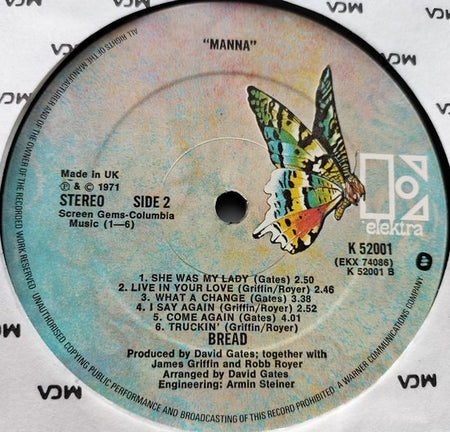 "MANNA"
Made in UK
℗ & © 1971
STEREO SIDE 2
Screen Gems-Columbia
Music (1—6)
elektra
K 52001
(EKX 74086)
K 52001 B
1. SHE WAS MY LADY (Gates) 2.50
2. LIVE IN YOUR LOVE (Griffin/Royer) 2.46
3. WHAT A CHANGE (Gates) 3.38
4. I SAY AGAIN (Griffin/Royer) 2.52
5. COME AGAIN (Gates) 4.01
6. TRUCKIN' (Griffin/Royer)
BREAD
Produced by David Gates; together with
James Griffin and Robb Royer
Arranged by David Gates
Engineering: Armin Steiner
ALL RIGHTS OF THE MANUFACTURER AND OF THE OWNER OF THE RECORDED WORK RESERVED
UNAUTHORISED COPYING PUBLIC PERFORMANCE AND BROADCASTING OF THIS RECORD PROHIBITED. A WARNER COMMUNICATIONS COMPANY
MCA
MCA
MCA
MCA
MCA
MCA
MCA